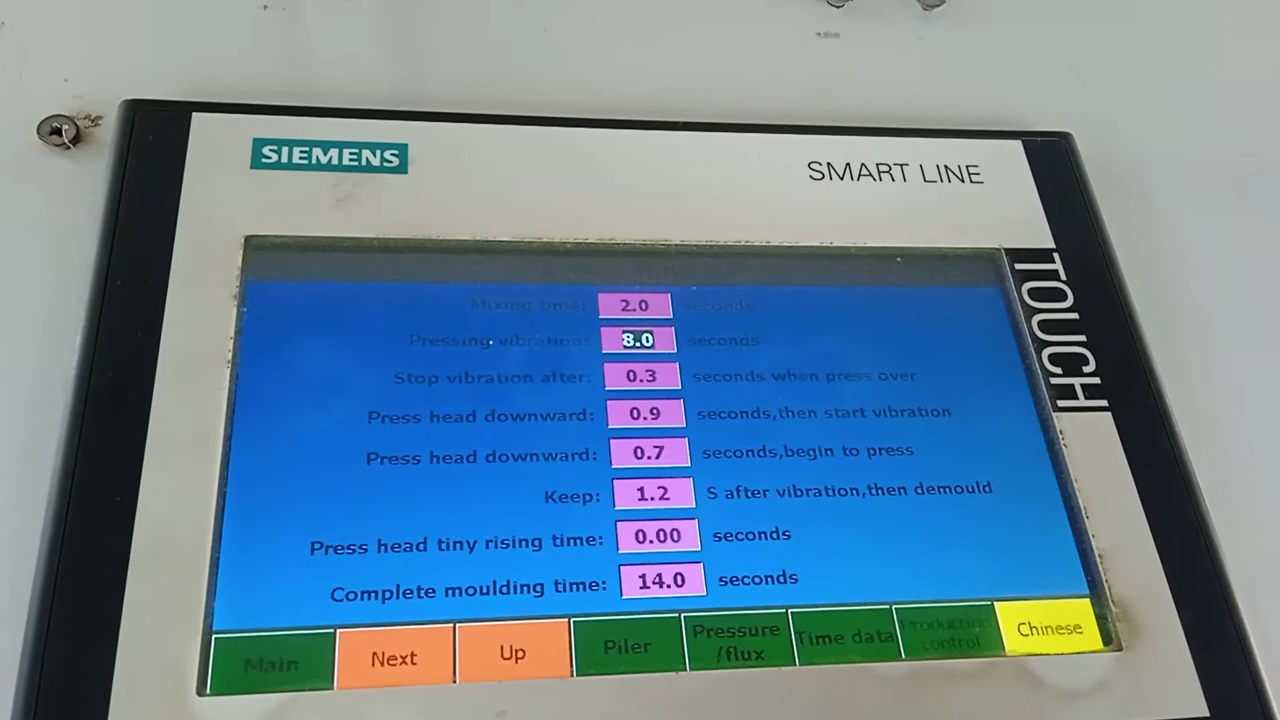 SIEMENS
SMART LINE
TOUCH
Mixing time: 2.0 seconds
Pressing vibration: 8.0 seconds
Stop vibration after: 0.3 seconds when press over
Press head downward: 0.9 seconds,then start vibration
Press head downward: 0.7 seconds,begin to press
Keep: 1.2 S after vibration,then demould
Press head tiny rising time: 0.00 seconds
Complete moulding time: 14.0 seconds
Main Next Up Piler Pressure /flux Time data Production control Chinese